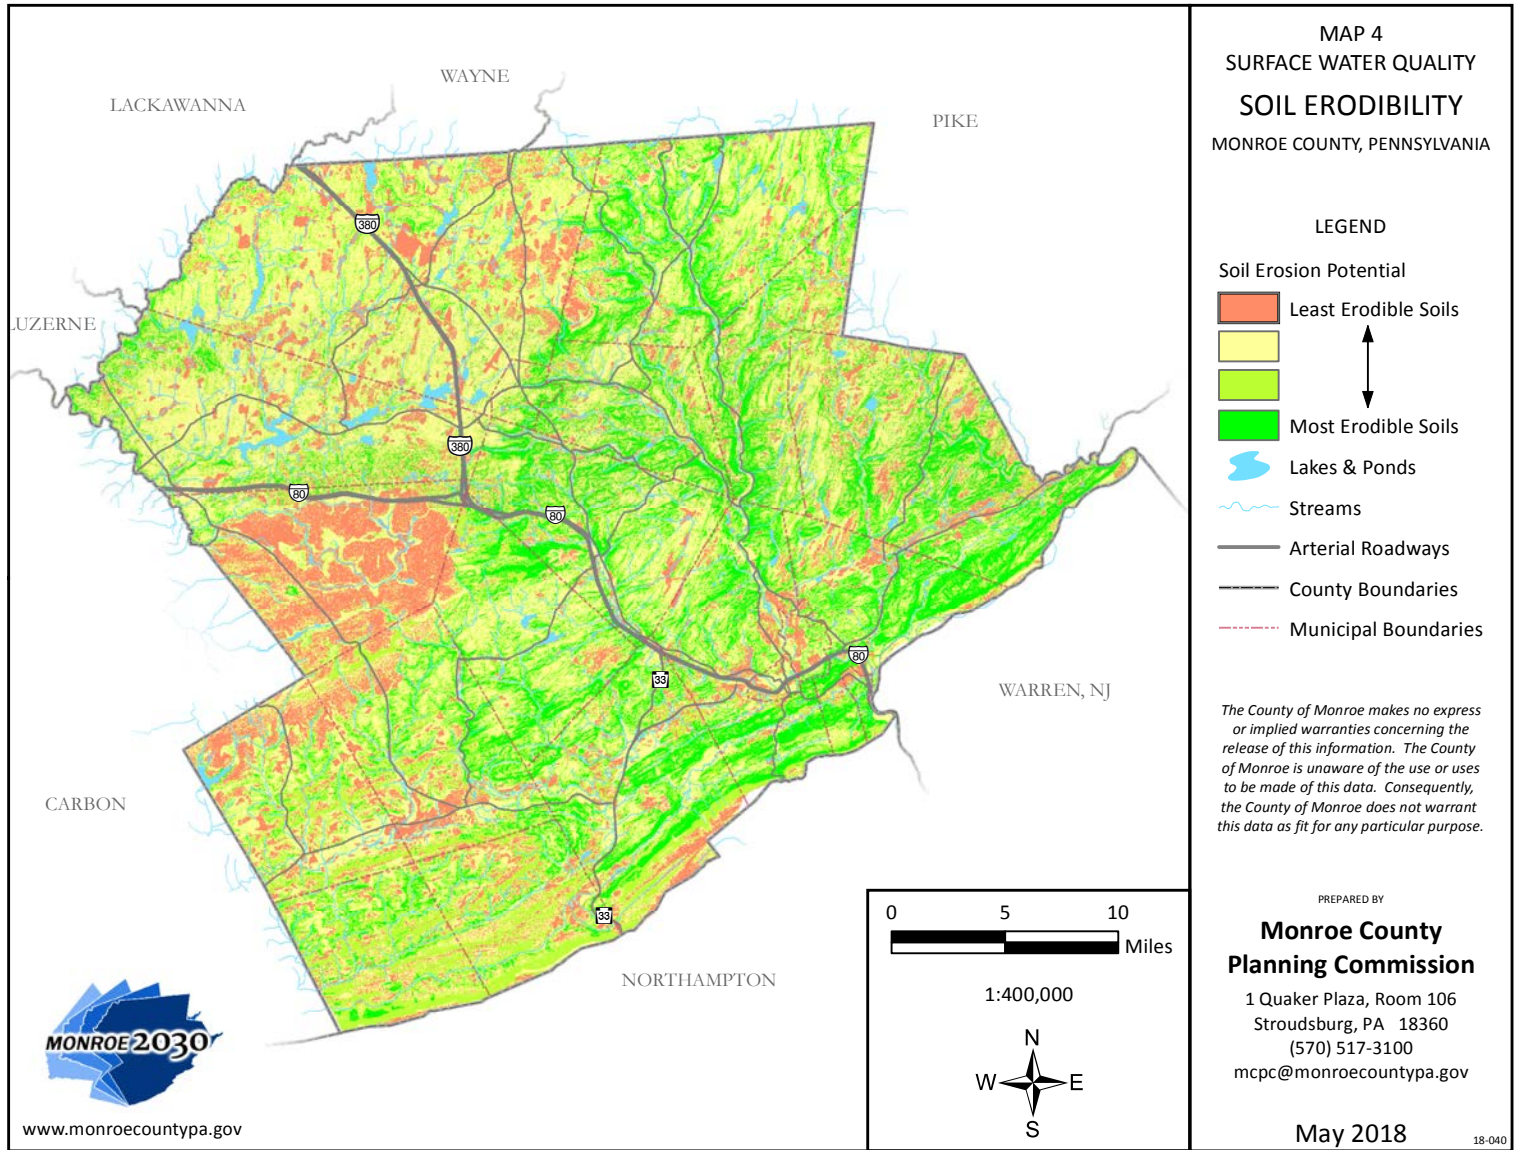 MAP 4
SURFACE WATER QUALITY
SOIL ERODIBILITY
MONROE COUNTY, PENNSYLVANIA
LEGEND
Soil Erosion Potential
Least Erodible Soils
Most Erodible Soils
Lakes & Ponds
Streams
Arterial Roadways
County Boundaries
Municipal Boundaries
The County of Monroe makes no express
or implied warranties concerning the
release of this information. The County
of Monroe is unaware of the use or uses
to be made of this data. Consequently,
the County of Monroe does not warrant
this data as fit for any particular purpose.
PREPARED BY
Monroe County
Planning Commission
1 Quaker Plaza, Room 106
Stroudsburg, PA 18360
(570) 517-3100
mcpc@monroecountypa.gov
May 2018
18-040
WAYNE
LACKAWANNA
PIKE
380
LUZERNE
380
80
80
80
33
WARREN, NJ
CARBON
33
NORTHAMPTON
0 5 10
Miles
1:400,000
N
W E
S
MONROE 2030
www.monroecountypa.gov